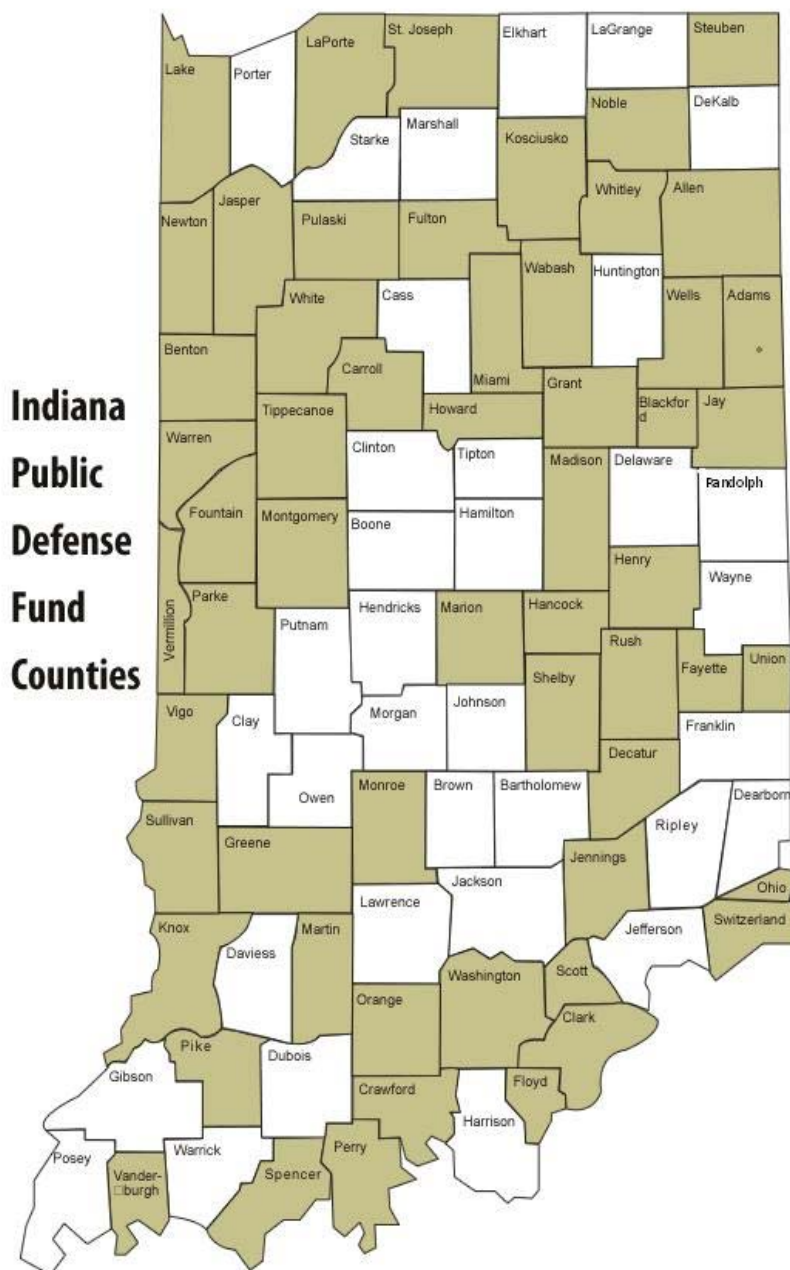 Indiana
Public
Defense
Fund
Counties
Lake
Porter
LaPorte
St. Joseph
Elkhart
LaGrange
Steuben
Noble
DeKalb
Starke
Marshall
Kosciusko
Whitley
Allen
Newton
Jasper
Pulaski
Fulton
Wabash
Huntington
White
Cass
Miami
Wells
Adams
Benton
Carroll
Grant
Howard
Blackfor
d
Jay
Tippecanoe
Warren
Clinton
Tipton
Madison
Delaware
Randolph
Fountain
Montgomery
Boone
Hamilton
Henry
Wayne
Vermillion
Parke
Putnam
Hendricks
Marion
Hancock
Rush
Fayette
Union
Shelby
Vigo
Clay
Morgan
Johnson
Franklin
Decatur
Owen
Monroe
Brown
Bartholomew
Dearborn
Ripley
Sullivan
Greene
Jennings
Jackson
Lawrence
Ohio
Switzerland
Jefferson
Knox
Daviess
Martin
Washington
Scott
Orange
Clark
Pike
Dubois
Gibson
Crawford
Floyd
Harrison
Posey
Vander-
□burgh
Warrick
Spencer
Perry